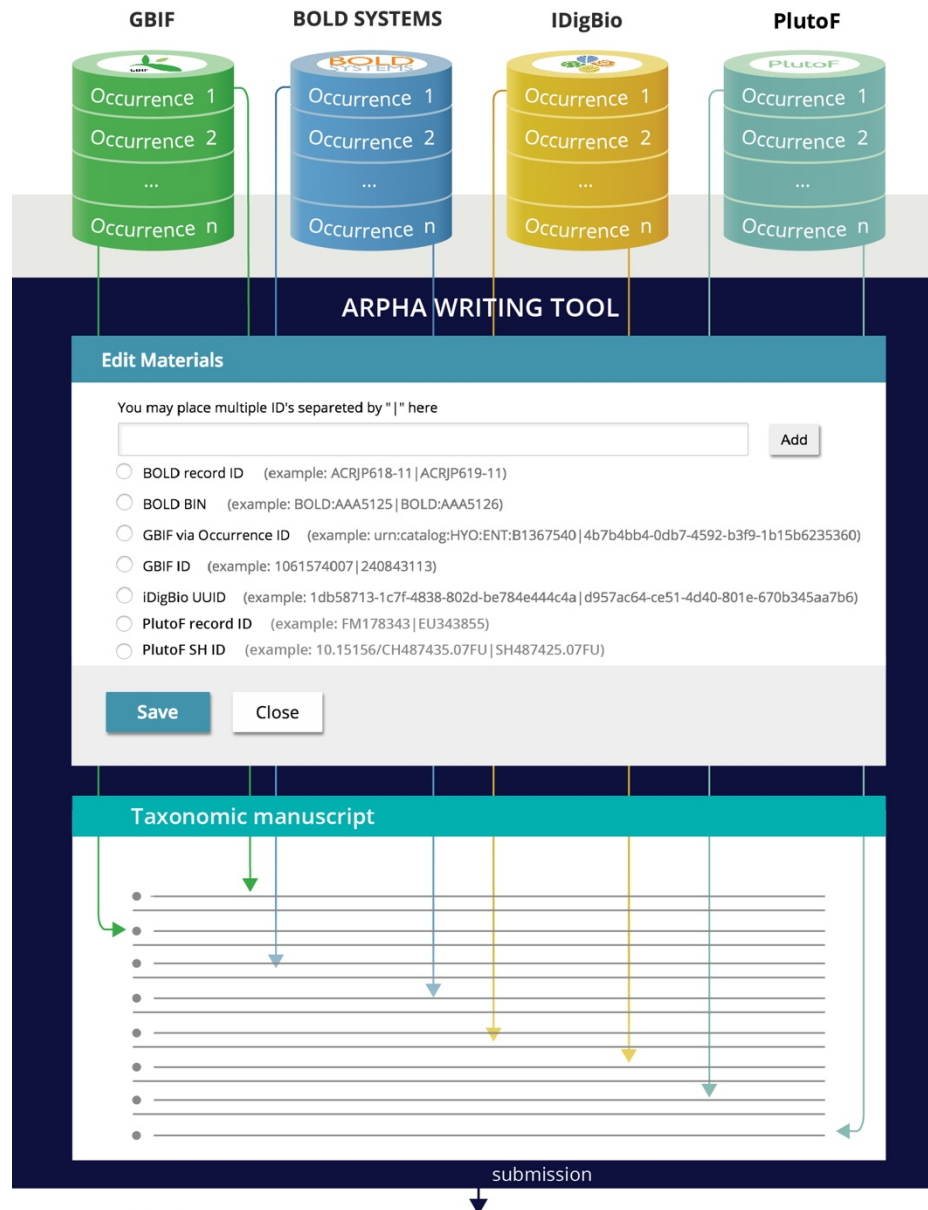 GBIF
BOLD SYSTEMS
IDigBio
PlutoF
GBIF
BOLD
SYSTEMS
PlutoF
Occurrence 1
Occurrence 2
...
Occurrence n
Occurrence 1
Occurrence 2
...
Occurrence n
Occurrence 1
Occurrence 2
...
Occurrence n
Occurrence 1
Occurrence 2
...
Occurrence n
ARPHA WRITING TOOL
Edit Materials
You may place multiple ID's separeted by "|" here
Add
BOLD record ID (example: ACRJP618-11|ACRJP619-11)
BOLD BIN (example: BOLD:AAA5125|BOLD:AAA5126)
GBIF via Occurrence ID (example: urn:catalog:HYO:ENT:B1367540|4b7b4bb4-0db7-4592-b3f9-1b15b6235360)
GBIF ID (example: 1061574007|240843113)
iDigBio UUID (example: 1db58713-1c7f-4838-802d-be784e444c4a|d957ac64-ce51-4d40-801e-670b345aa7b6)
PlutoF record ID (example: FM178343|EU343855)
PlutoF SH ID (example: 10.15156/CH487435.07FU|SH487425.07FU)
Save
Close
Taxonomic manuscript
submission